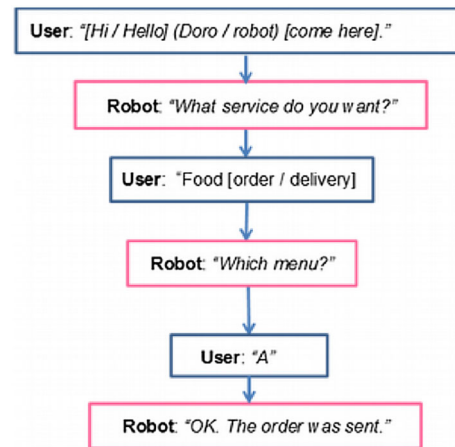 User: "[Hi / Hello] (Doro / robot) [come here]."
Robot: "What service do you want?"
User: "Food [order / delivery]
Robot: "Which menu?"
User: "A"
Robot: "OK. The order was sent."